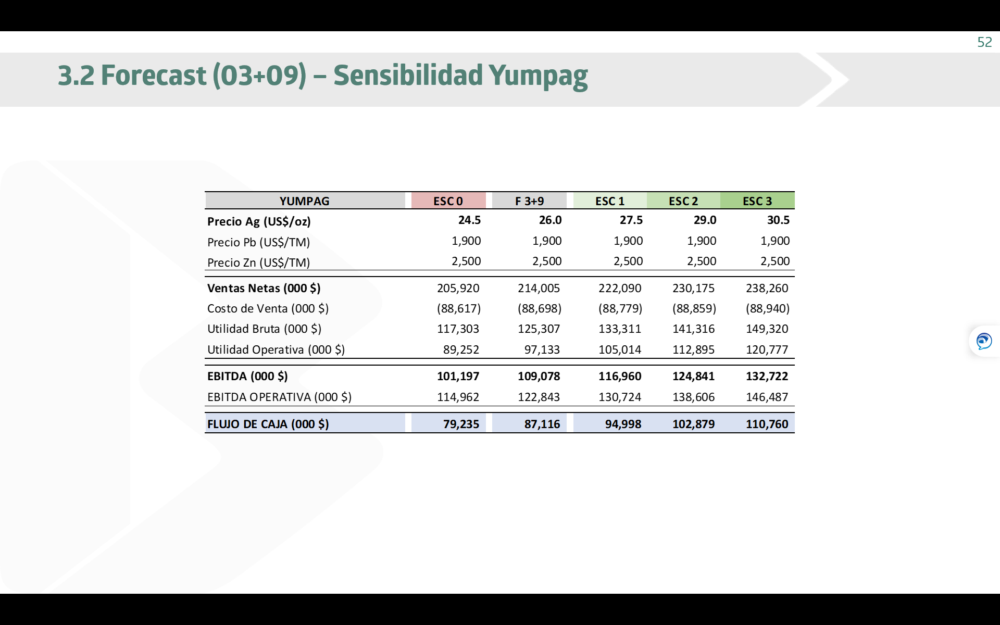 52
3.2 Forecast (03+09) – Sensibilidad Yumpag
YUMPAG ESC 0 F 3+9 ESC 1 ESC 2 ESC 3
Precio Ag (US$/oz) 24.5 26.0 27.5 29.0 30.5
Precio Pb (US$/TM) 1,900 1,900 1,900 1,900 1,900
Precio Zn (US$/TM) 2,500 2,500 2,500 2,500 2,500
Ventas Netas (000 $) 205,920 214,005 222,090 230,175 238,260
Costo de Venta (000 $) (88,617) (88,698) (88,779) (88,859) (88,940)
Utilidad Bruta (000 $) 117,303 125,307 133,311 141,316 149,320
Utilidad Operativa (000 $) 89,252 97,133 105,014 112,895 120,777
EBITDA (000 $) 101,197 109,078 116,960 124,841 132,722
EBITDA OPERATIVA (000 $) 114,962 122,843 130,724 138,606 146,487
FLUJO DE CAJA (000 $) 79,235 87,116 94,998 102,879 110,760